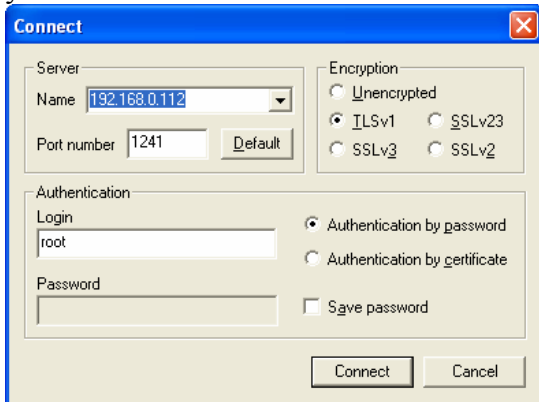 Connect
Server
Name 192.168.0.112
Port number 1241 Default
Encryption
Unencrypted
TLSv1 SSLv23
SSLv3 SSLv2
Authentication
Login
root
Password
Authentication by password
Authentication by certificate
Save password
Connect Cancel